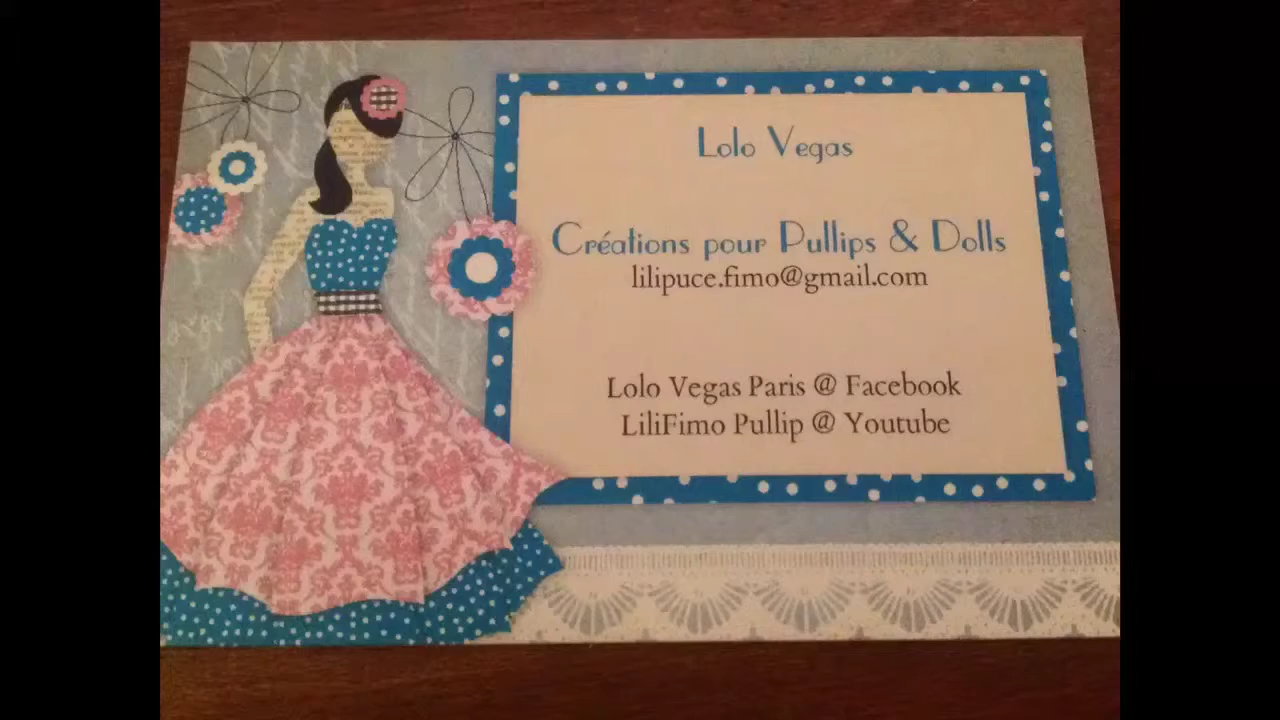 Lolo Vegas
Créations pour Pullips & Dolls
lilipuce.fimo@gmail.com
Lolo Vegas Paris @ Facebook
LiliFimo Pullip @ Youtube